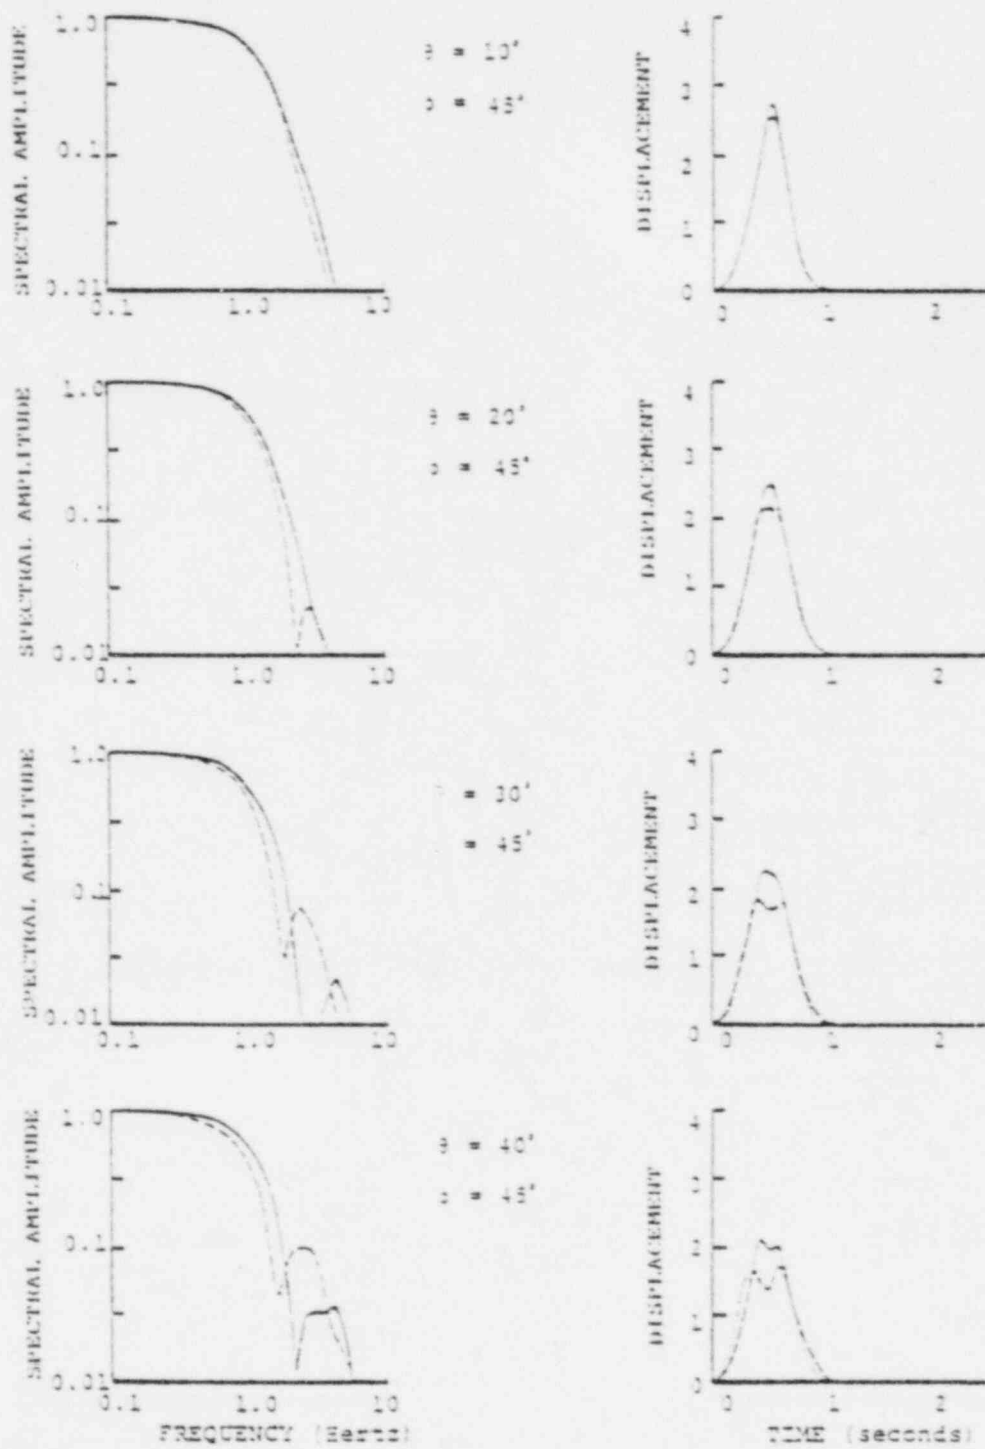 SPECTRAL AMPLITUDE
1.0
0.1
0.01
0.1 1.0 10
θ = 10°
= 45°
DISPLACEMENT
4
3
2
1
0
0 1 2
SPECTRAL AMPLITUDE
1.0
0.1
0.01
0.1 1.0 10
θ = 20°
= 45°
DISPLACEMENT
4
3
2
1
0
0 1 2
SPECTRAL AMPLITUDE
1.0
0.1
0.01
0.1 1.0 10
= 30°
= 45°
DISPLACEMENT
4
3
2
1
0
0 1 2
SPECTRAL AMPLITUDE
1.0
0.1
0.01
0.1 1.0 10
FREQUENCY (Hertz)
θ = 40°
= 45°
DISPLACEMENT
4
3
2
1
0
0 1 2
TIME (seconds)